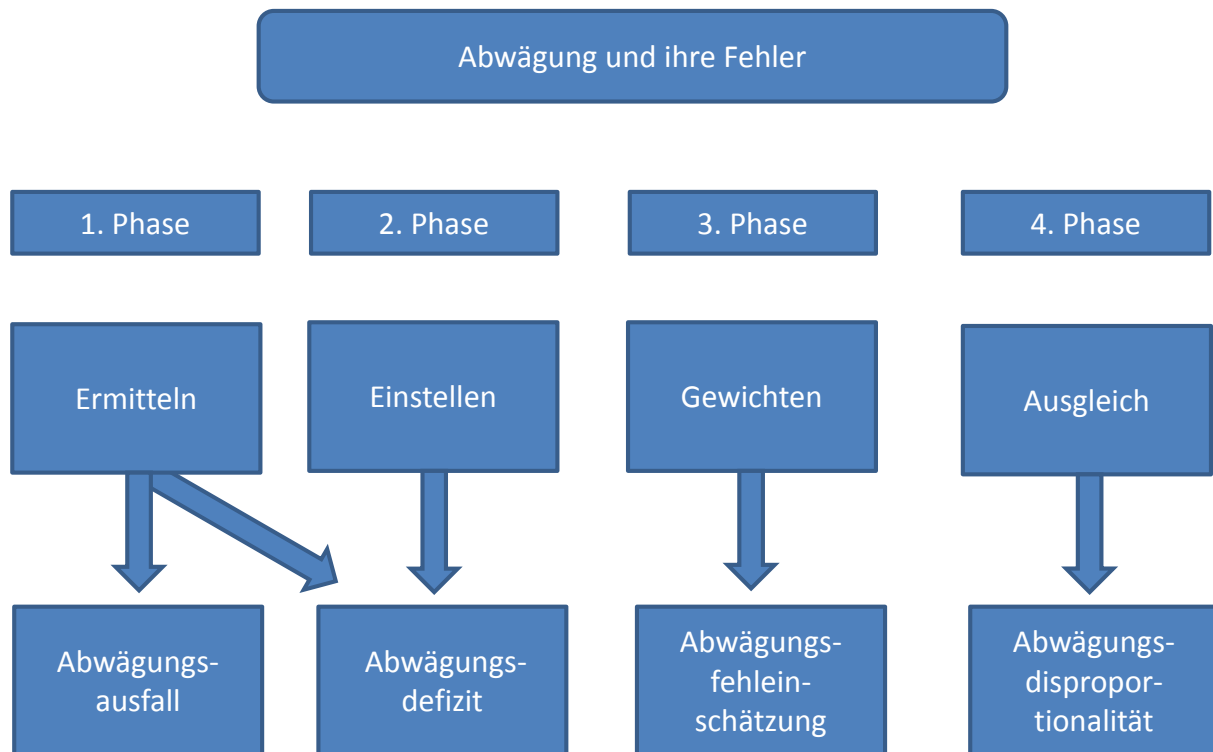 Abwägung und ihre Fehler
1. Phase
2. Phase
3. Phase
4. Phase
Ermitteln
Einstellen
Gewichten
Ausgleich
Abwägungs-
ausfall
Abwägungs-
defizit
Abwägungs-
fehlein-
schätzung
Abwägungs-
dispropor-
tionalität